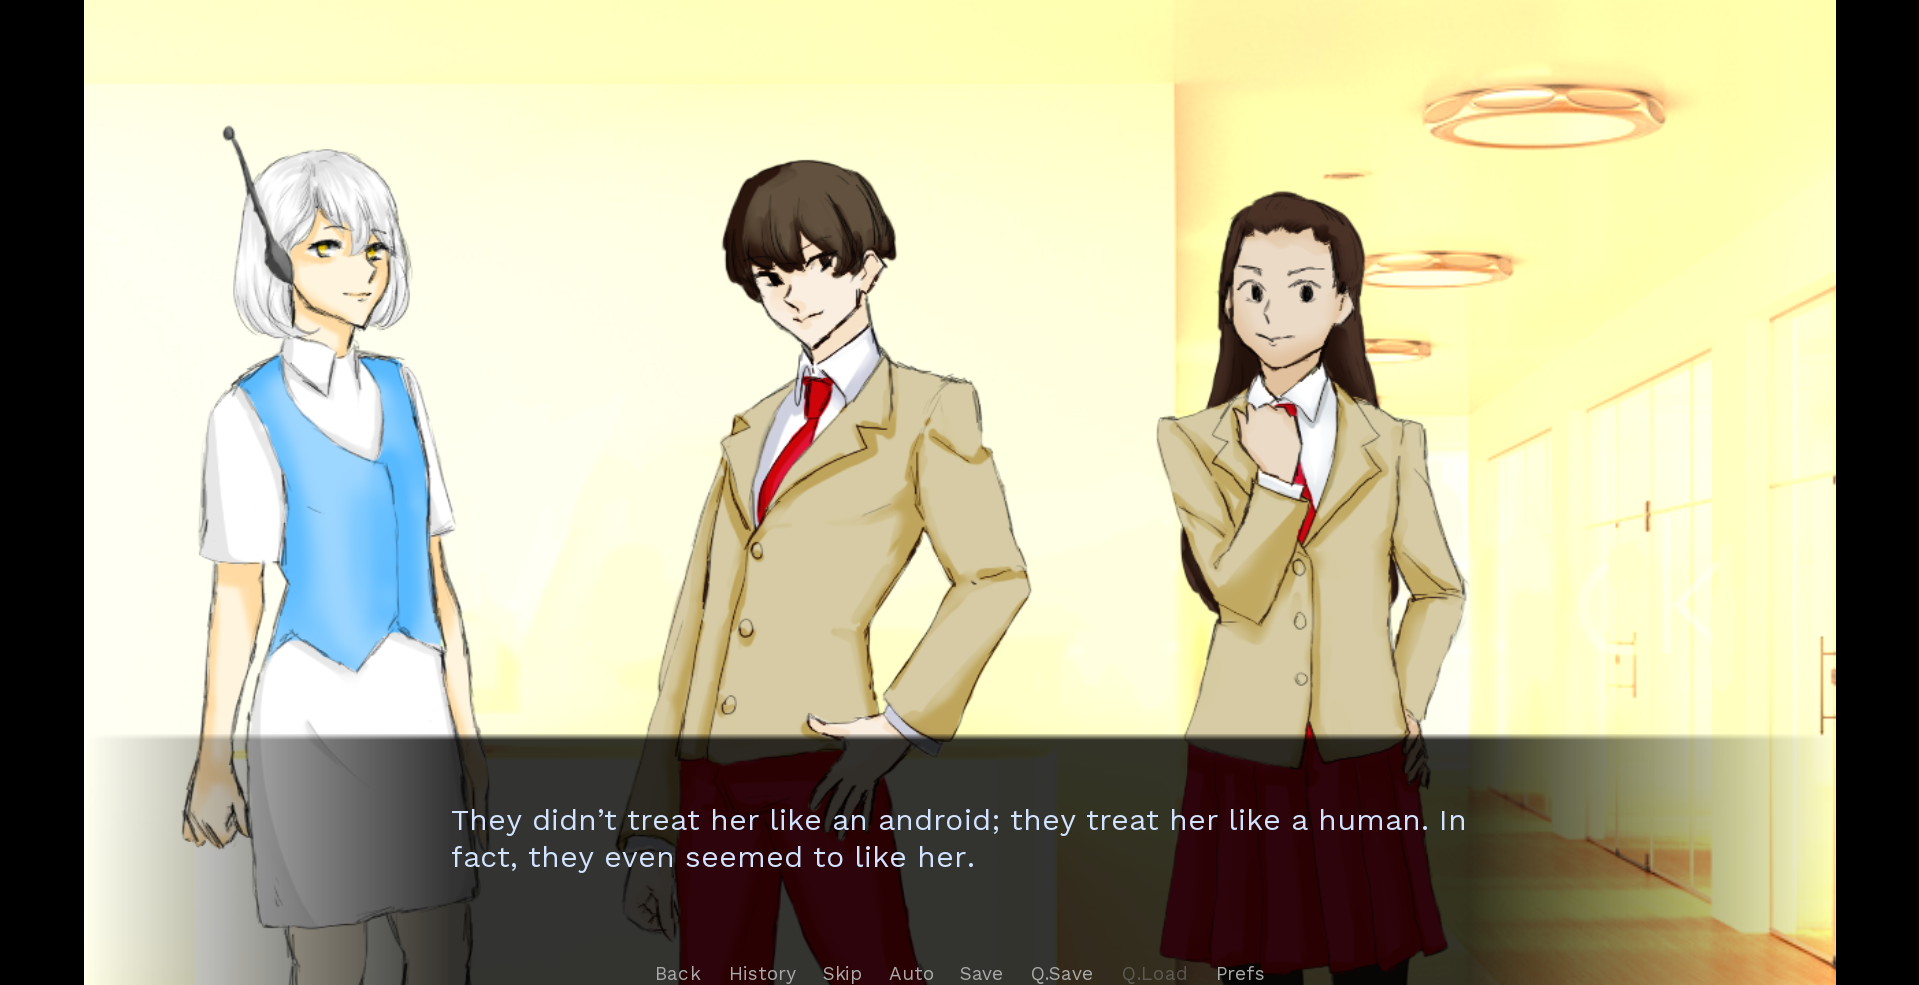 They didn’t treat her like an android; they treat her like a human. In
fact, they even seemed to like her.
Back History Skip Auto Save Q.Save Q.Load Prefs